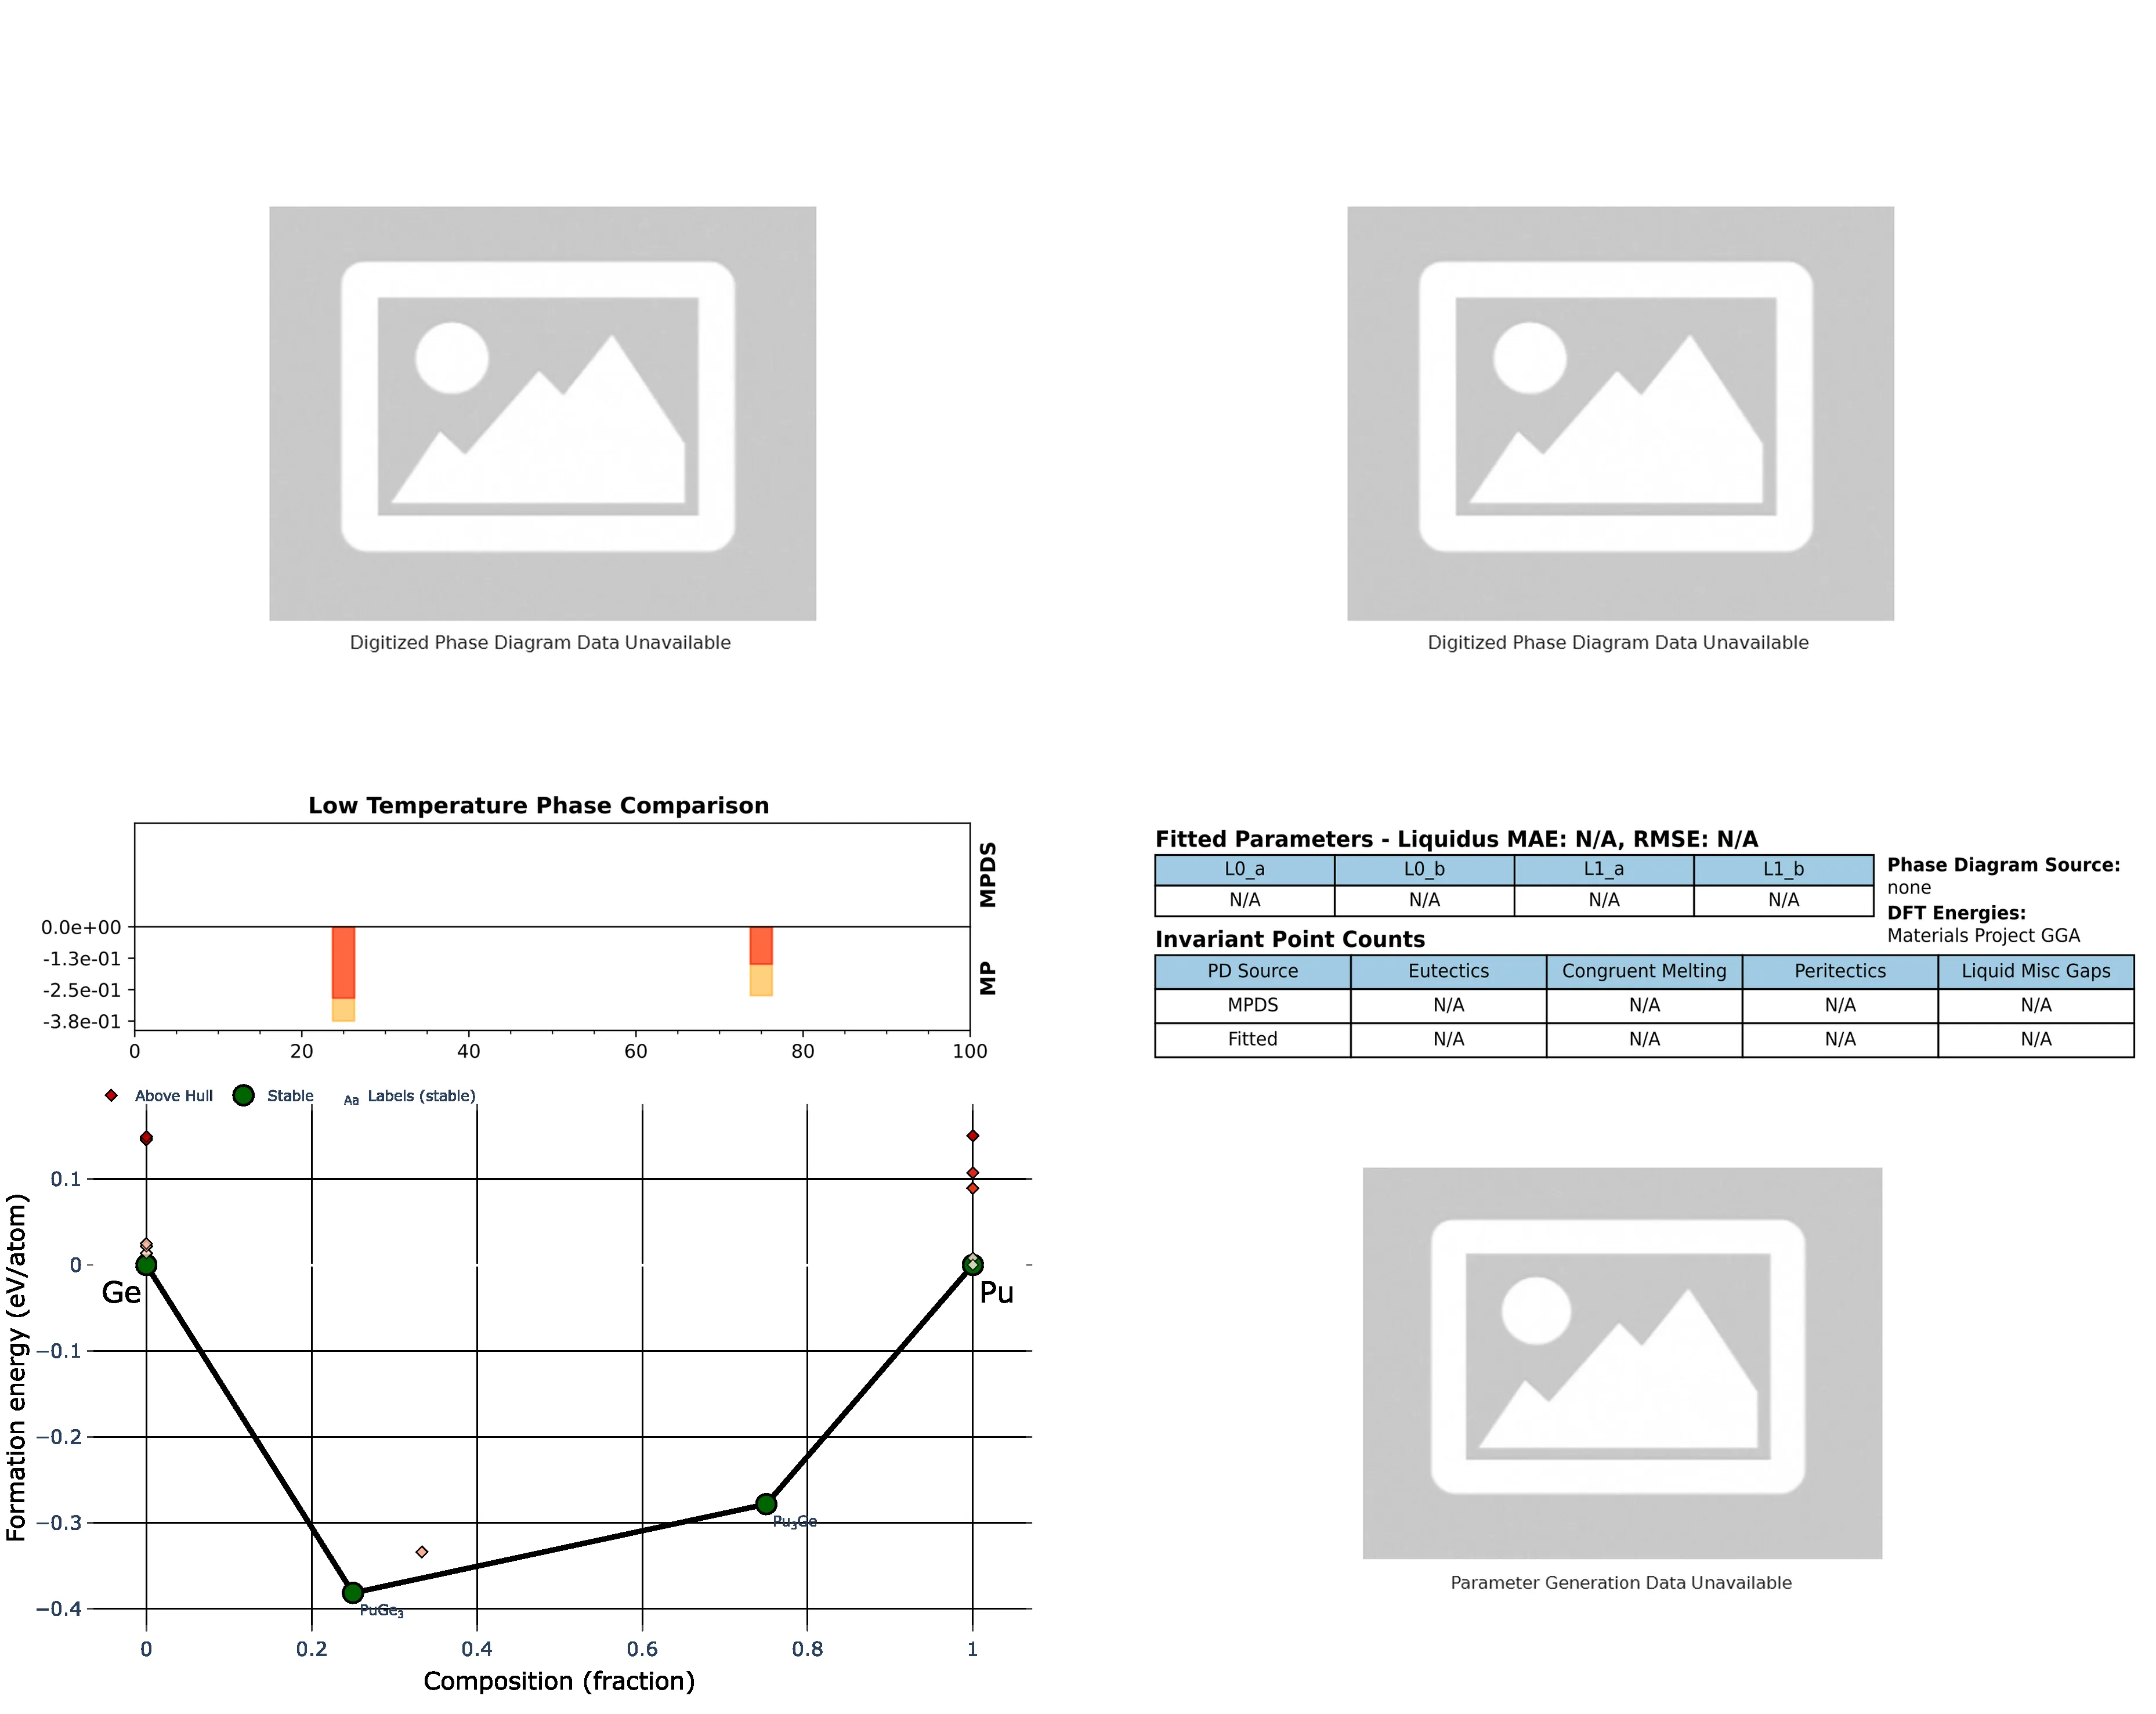 Digitized Phase Diagram Data Unavailable
Digitized Phase Diagram Data Unavailable
Low Temperature Phase Comparison
MPDS
MP
0.0e+00
-1.3e-01
-2.5e-01
-3.8e-01
0 20 40 60 80 100
Fitted Parameters - Liquidus MAE: N/A, RMSE: N/A
L0_a L0_b L1_a L1_b
N/A N/A N/A N/A
Phase Diagram Source:
none
DFT Energies:
Materials Project GGA
Invariant Point Counts
PD Source Eutectics Congruent Melting Peritectics Liquid Misc Gaps
MPDS N/A N/A N/A N/A
Fitted N/A N/A N/A N/A
Above Hull Stable Aa Labels (stable)
Formation energy (eV/atom)
0.1
0
−0.1
−0.2
−0.3
−0.4
Ge
Pu
Pu₃Ge
PuGe₃
0 0.2 0.4 0.6 0.8 1
Composition (fraction)
Parameter Generation Data Unavailable